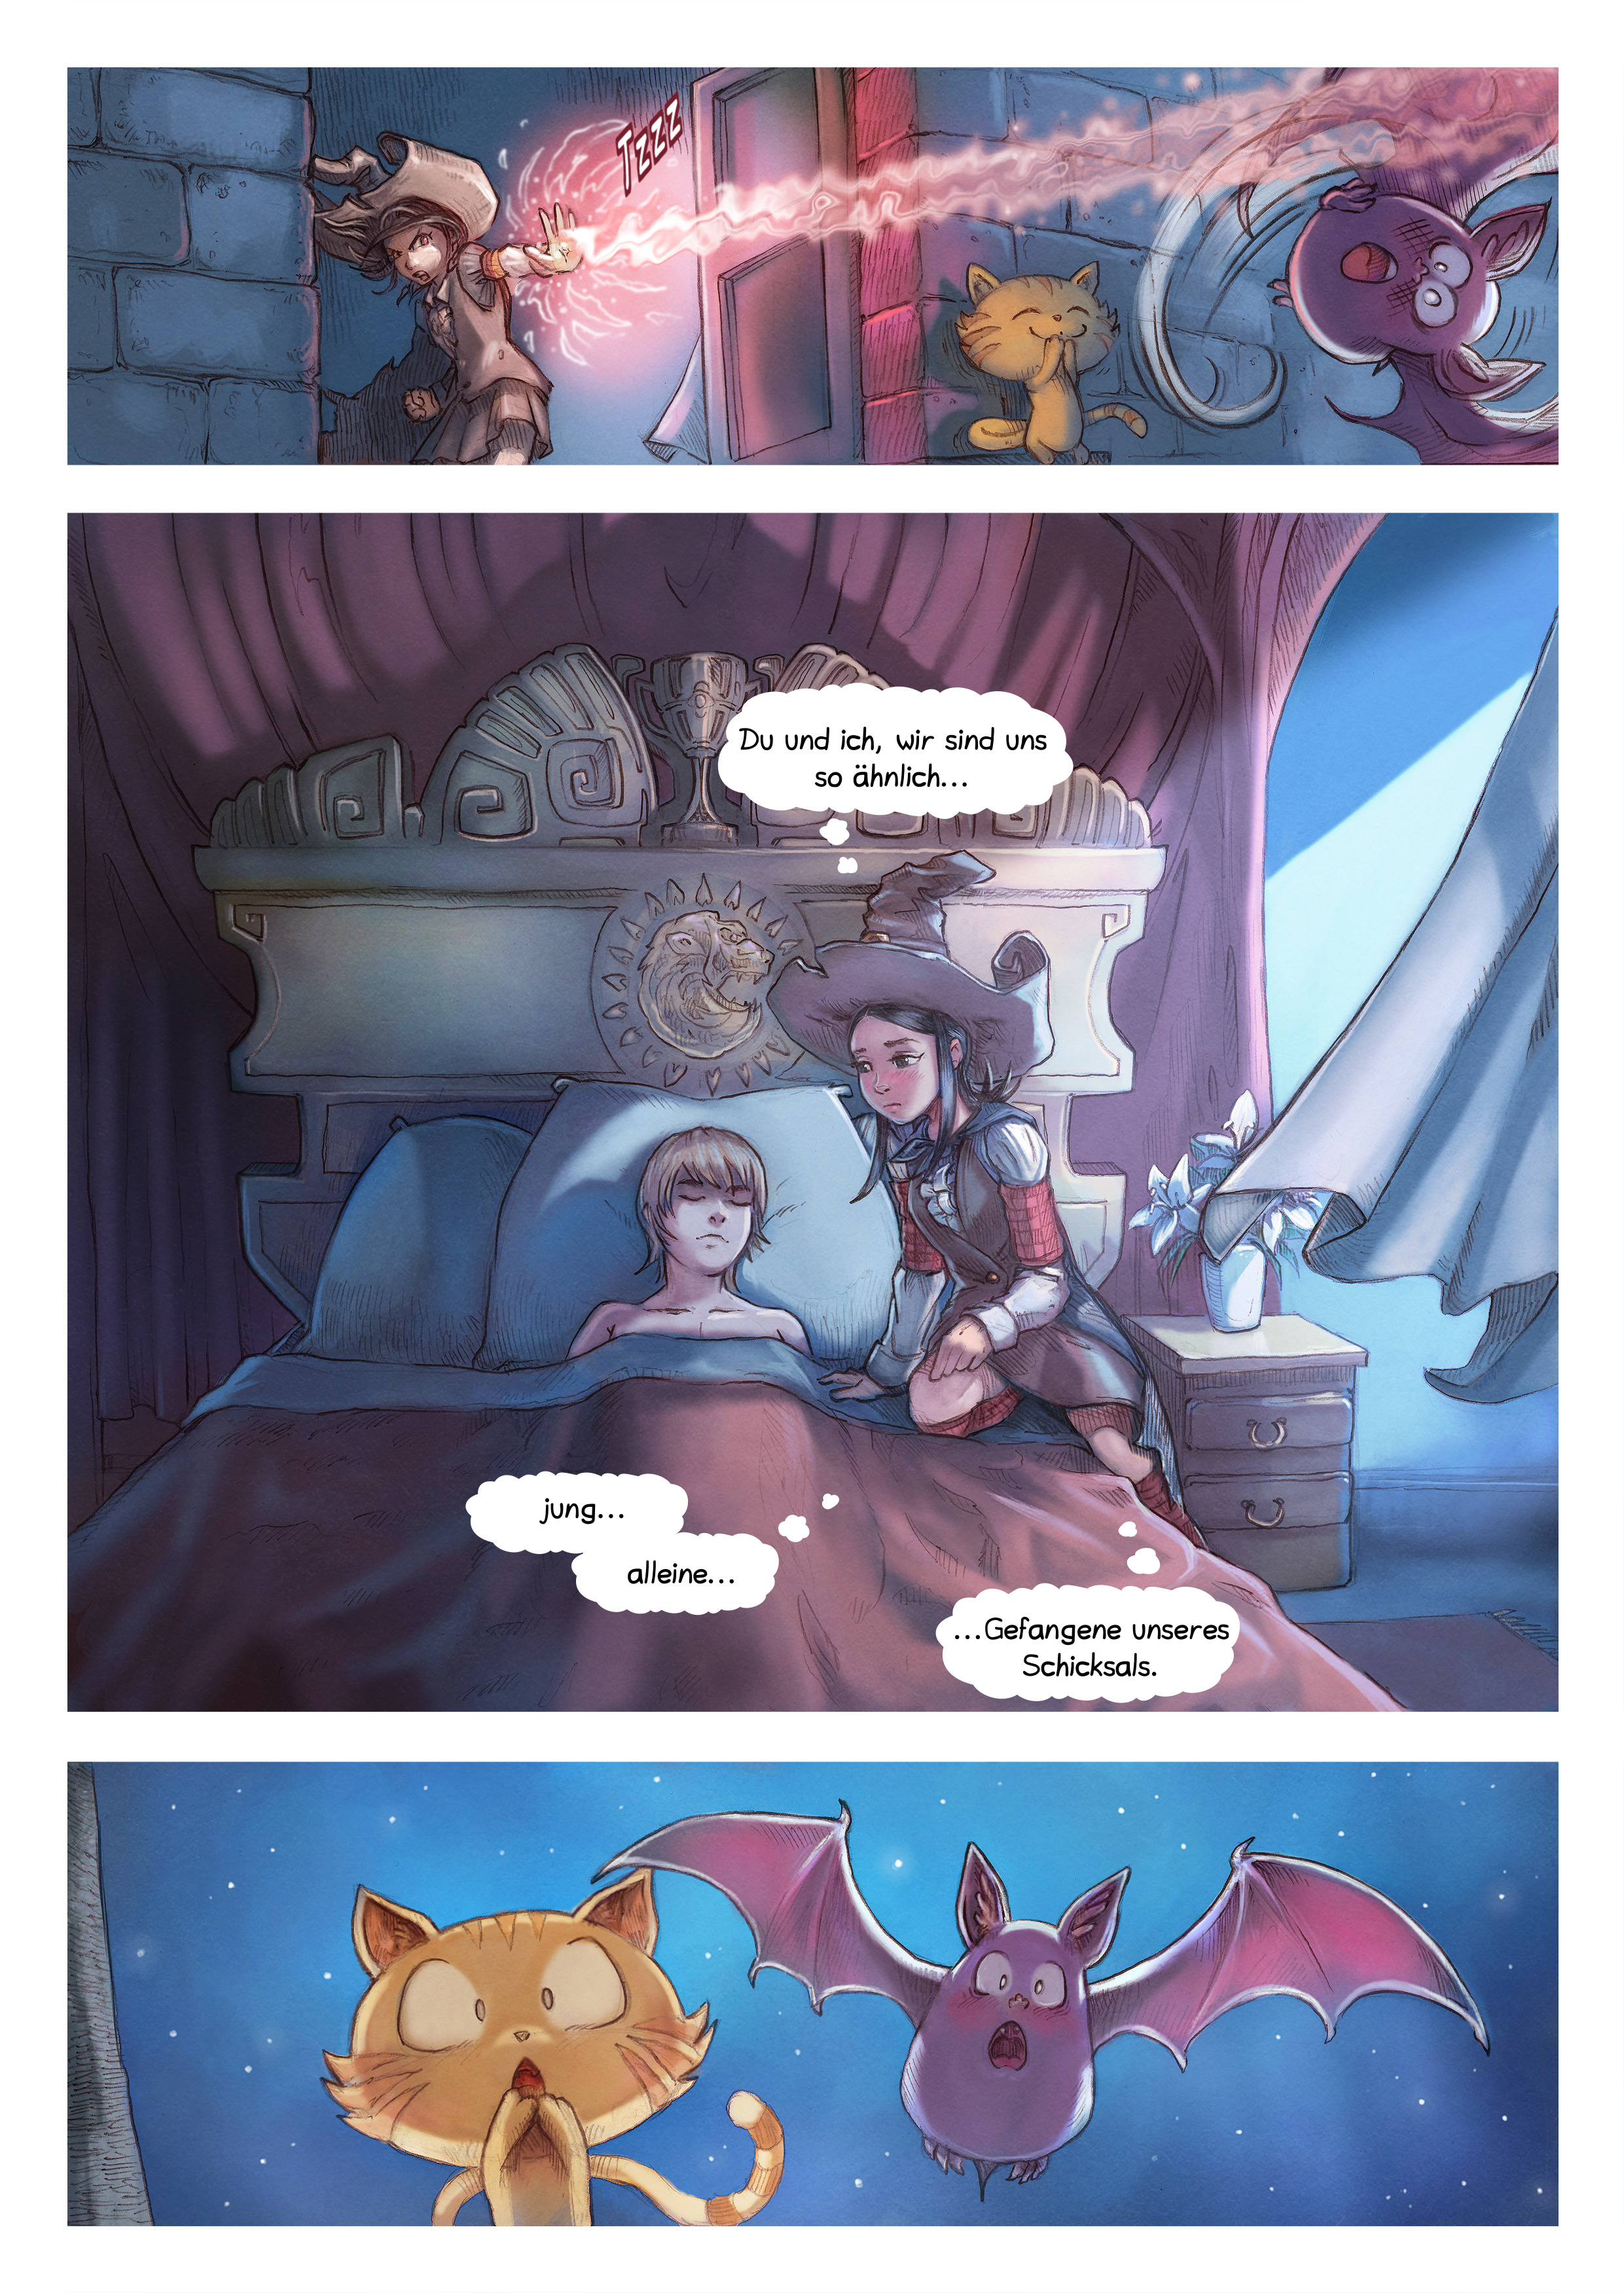 Tzzz
Du und ich, wir sind uns
so ähnlich...
jung...
alleine...
...Gefangene unseres
Schicksals.